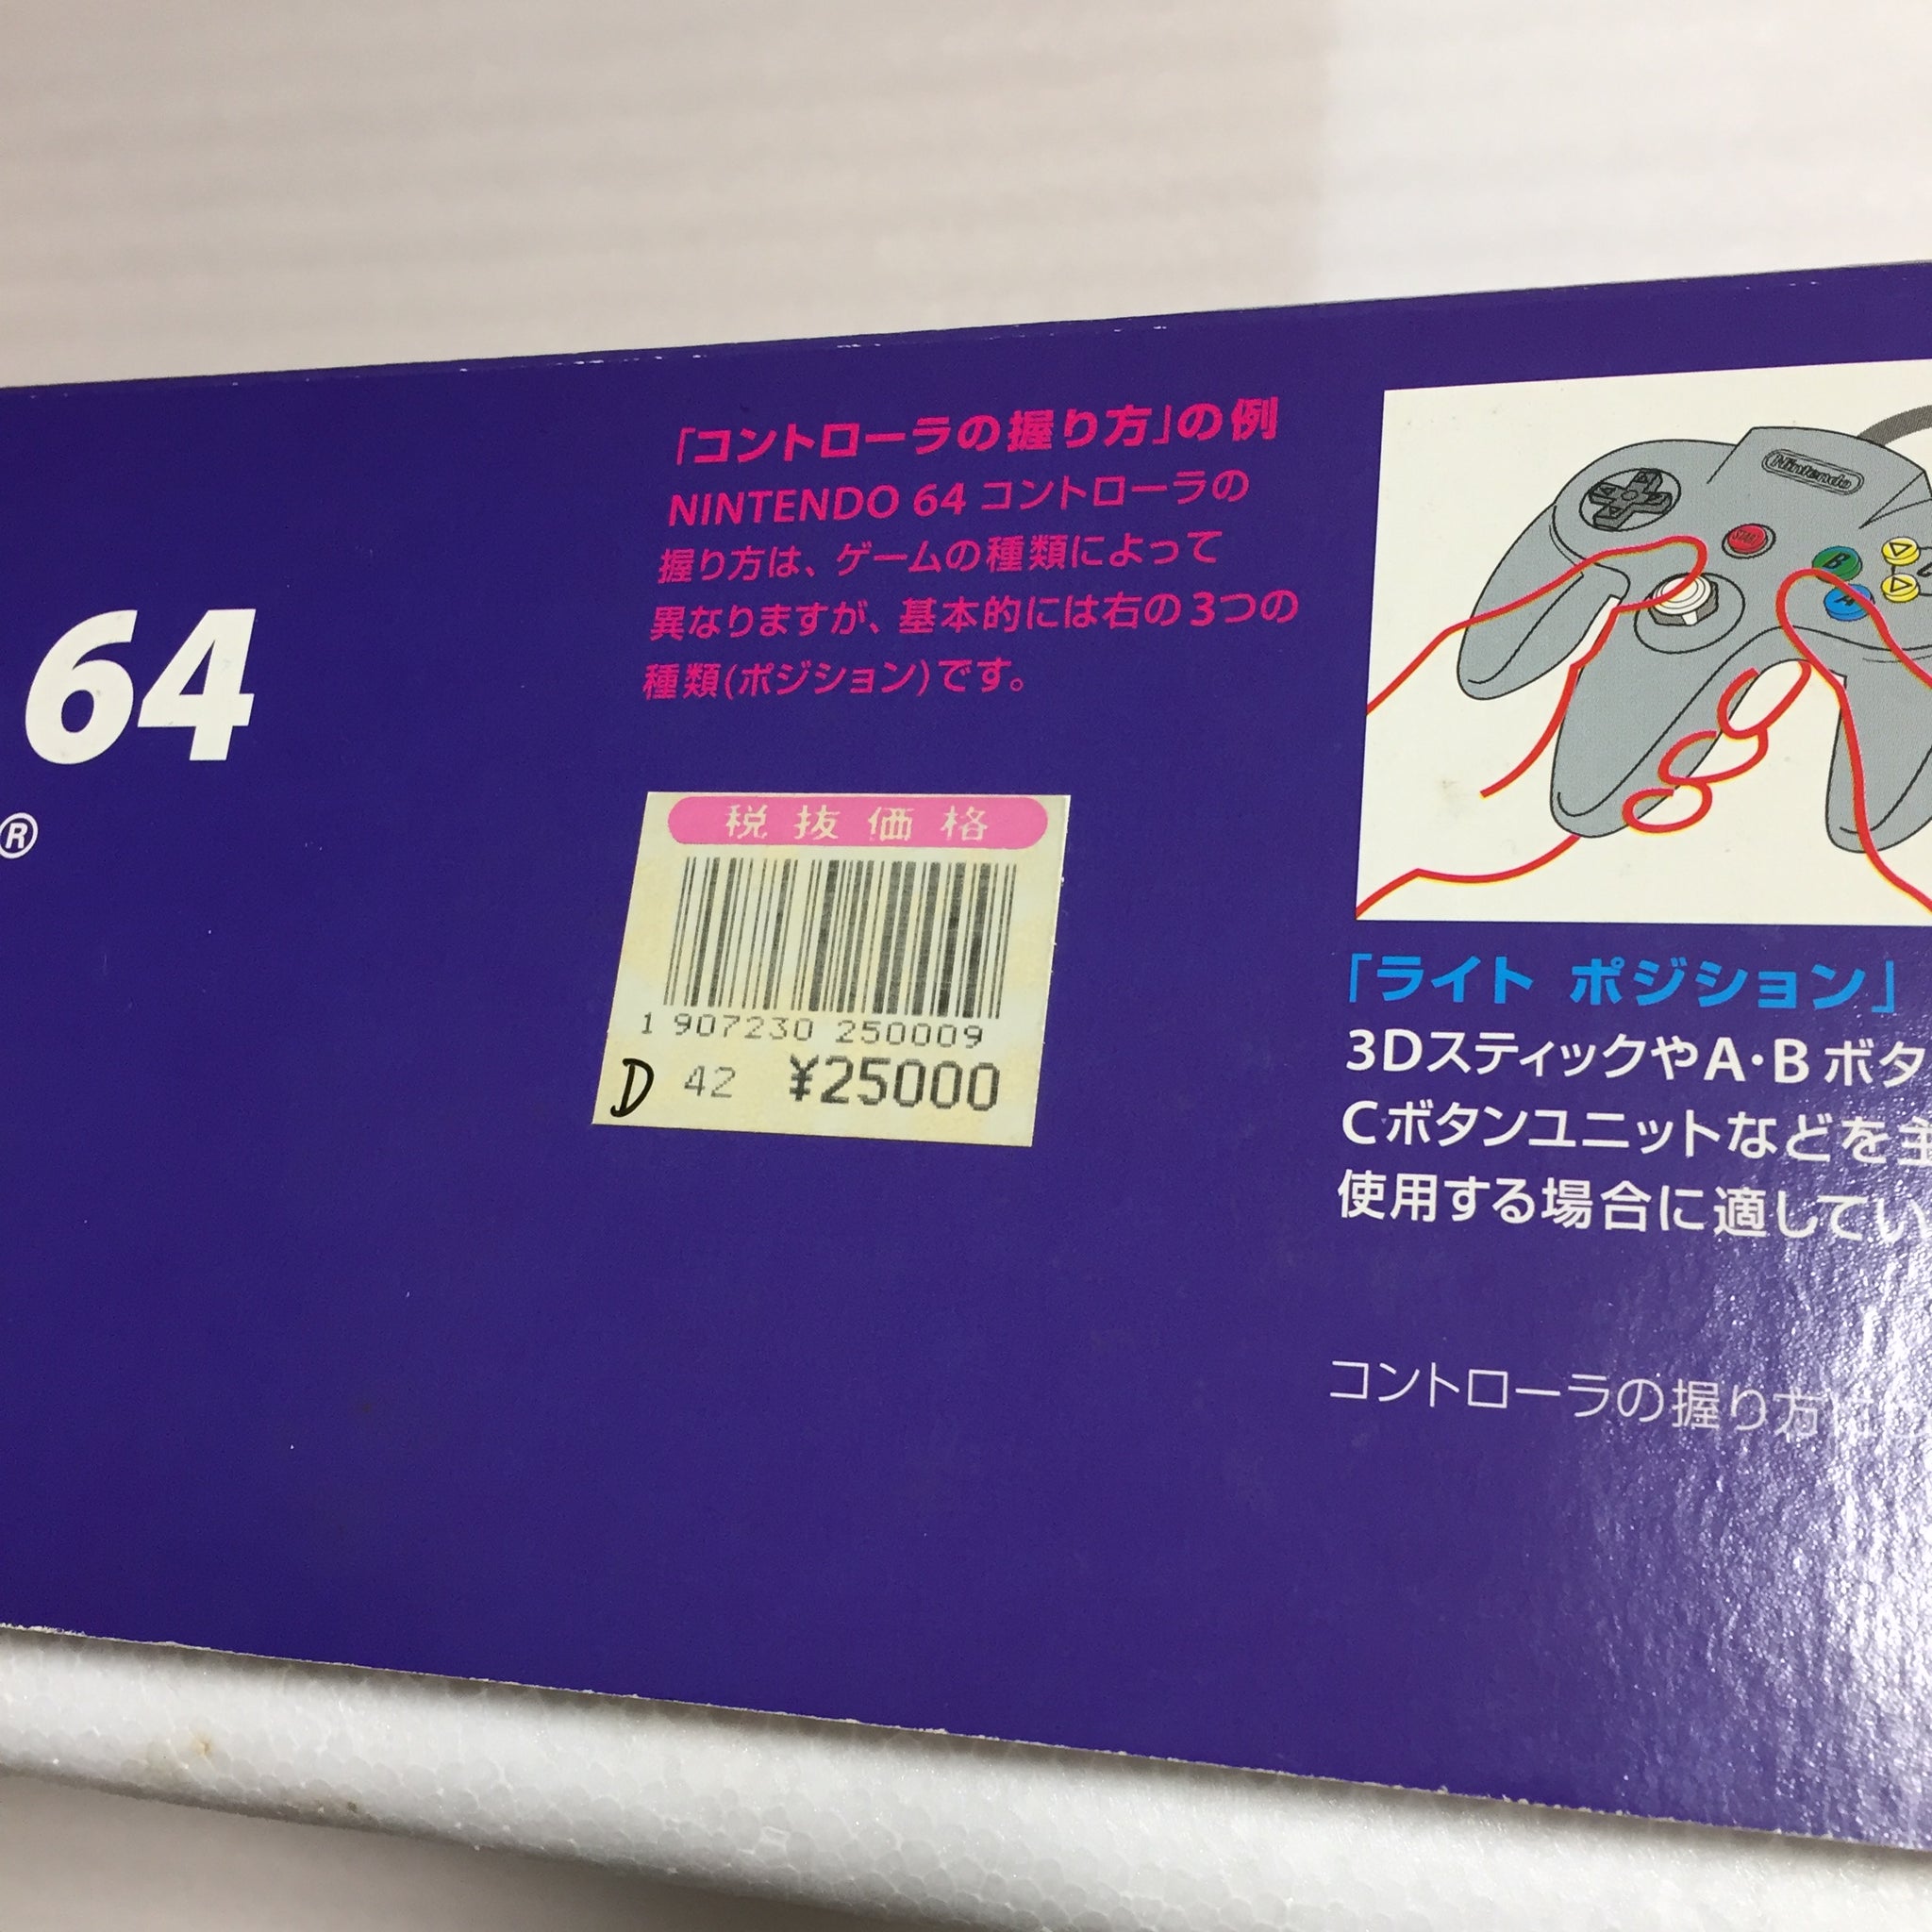 64
®
「コントローラの握り方」の例
NINTENDO 64 コントローラの
握り方は、ゲームの種類によって
異なりますが、基本的には右の3つの
種類(ポジション)です。
税抜価格
1 907230 250009
D 42 ¥25000
Nintendo
START
B
A
「ライト ポジション」
3DスティックやA・Bボタ
Cボタンユニットなどを全
使用する場合に適してい
コントローラの握り方